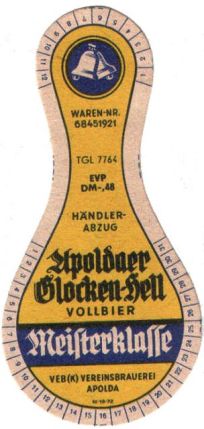 WAREN-NR.
68451921
TGL 7764
EVP
DM-,48
HÄNDLER-
ABZUG
Apoldaer
Glocken-Hell
VOLLBIER
Meisterklasse
VEB(K) VEREINSBRAUEREI
APOLDA